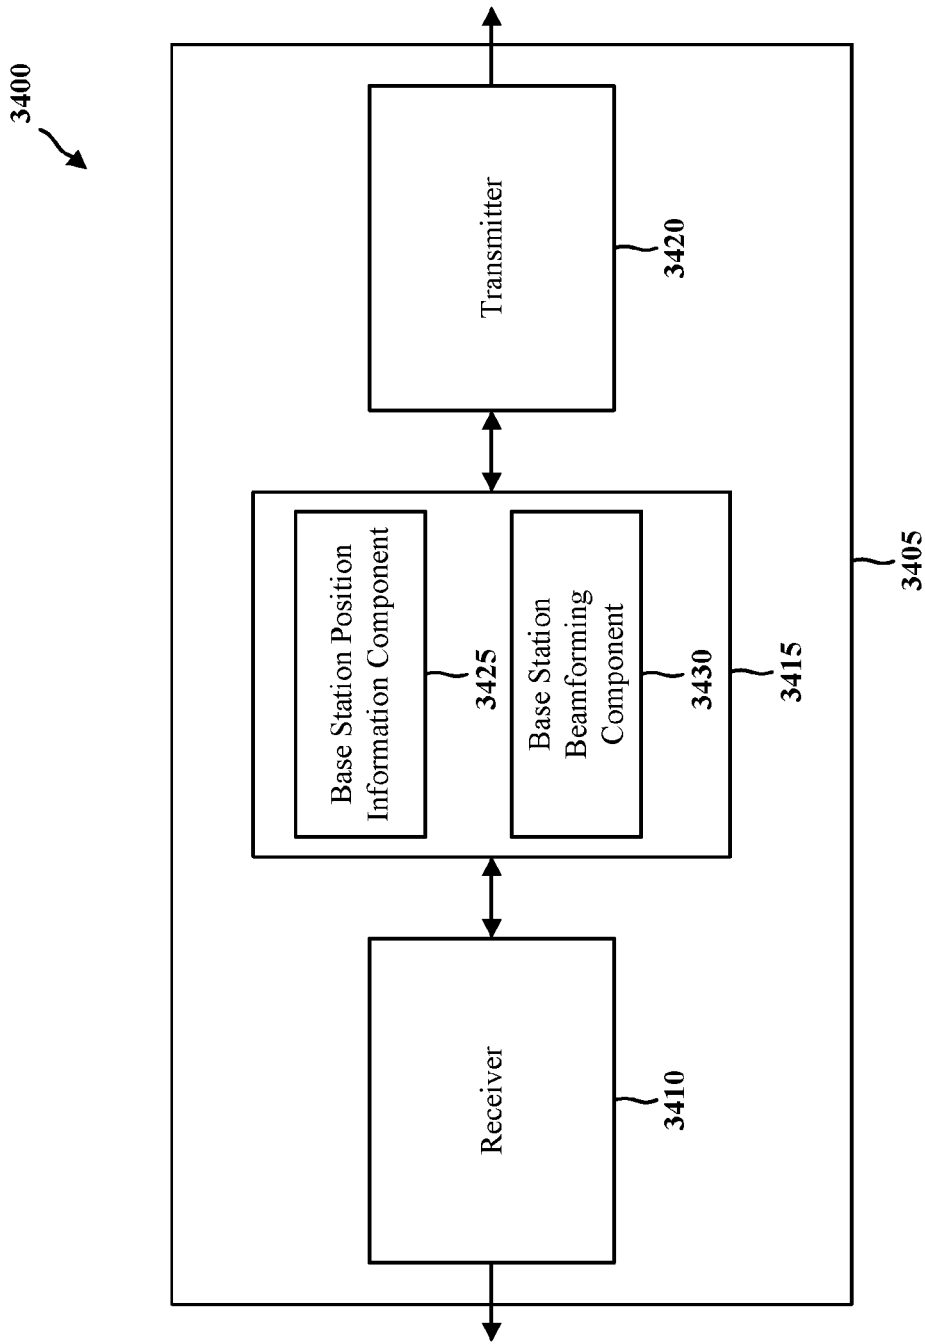 3400
Receiver
3410
Base Station Position
Information Component
3425
Base Station
Beamforming
Component
3430
3415
Transmitter
3420
3405